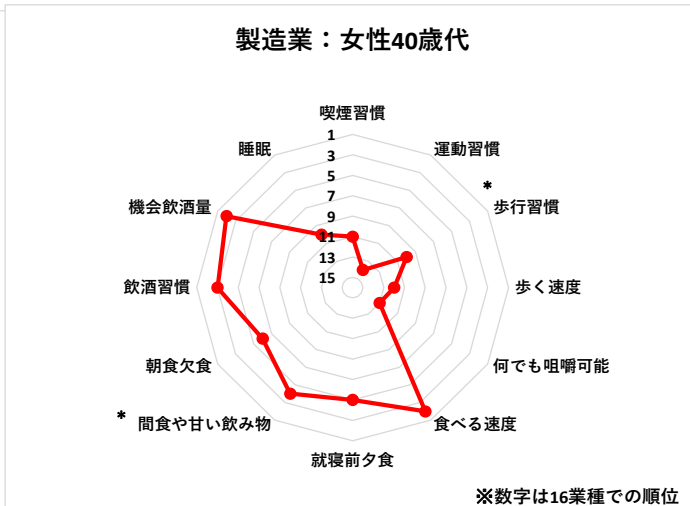 製造業：女性40歳代
喫煙習慣
運動習慣
*
歩行習慣
歩く速度
何でも咀嚼可能
食べる速度
就寝前夕食
* 間食や甘い飲み物
朝食欠食
飲酒習慣
機会飲酒量
睡眠
1
3
5
7
9
11
13
15
※数字は16業種での順位